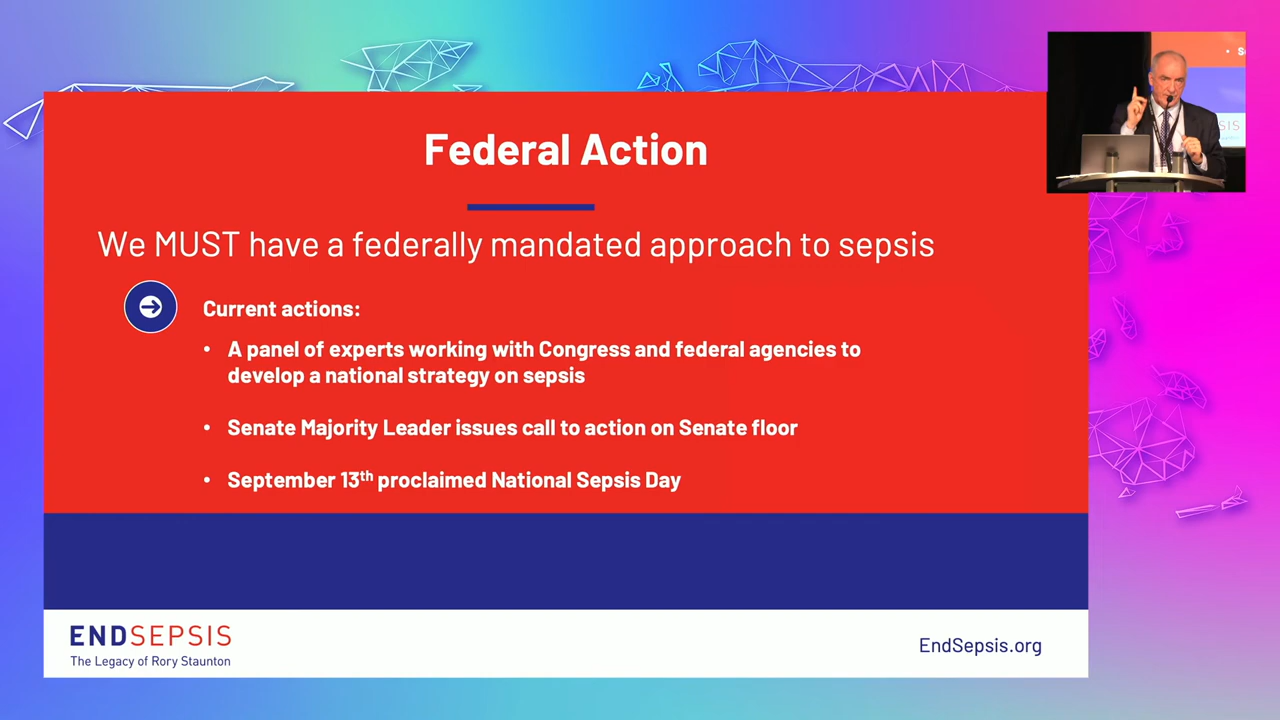 Federal Action
We MUST have a federally mandated approach to sepsis
Current actions:
• A panel of experts working with Congress and federal agencies to
develop a national strategy on sepsis
• Senate Majority Leader issues call to action on Senate floor
• September 13th proclaimed National Sepsis Day
ENDSEPSIS
The Legacy of Rory Staunton
EndSepsis.org
SIS